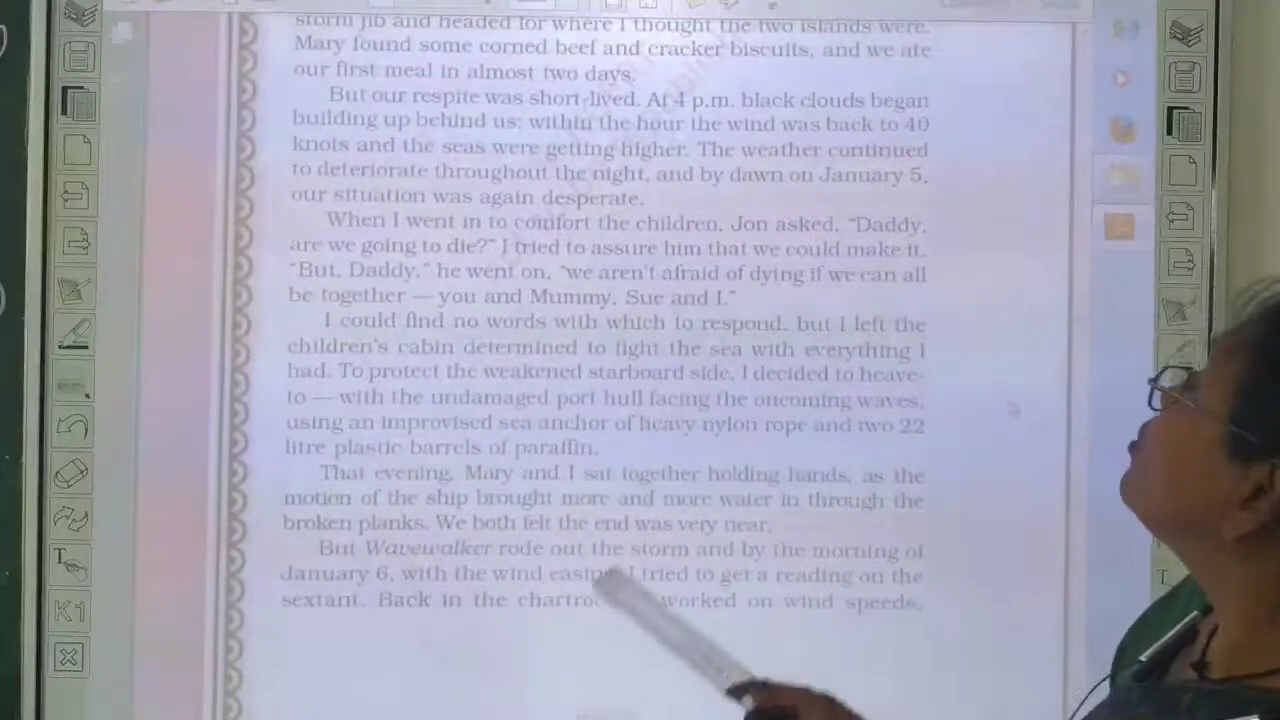 storm jib and headed for where I thought the two islands were.
Mary found some corned beef and cracker biscuits, and we ate
our first meal in almost two days.
But our respite was short-lived. At 4 p.m. black clouds began
building up behind us; within the hour the wind was back to 40
knots and the seas were getting higher. The weather continued
to deteriorate throughout the night, and by dawn on January 5,
our situation was again desperate.
When I went in to comfort the children, Jon asked, “Daddy,
are we going to die?” I tried to assure him that we could make it.
“But, Daddy,” he went on, “we aren't afraid of dying if we can all
be together — you and Mummy, Sue and I.”
I could find no words with which to respond, but I left the
children's cabin determined to fight the sea with everything I
had. To protect the weakened starboard side, I decided to heave-
to — with the undamaged port hull facing the oncoming waves,
using an improvised sea anchor of heavy nylon rope and two 22
litre plastic barrels of paraffin.
That evening, Mary and I sat together holding hands, as the
motion of the ship brought more and more water in through the
broken planks. We both felt the end was very near.
But Wavewalker rode out the storm and by the morning of
January 6, with the wind easing I tried to get a reading on the
sextant. Back in the worked on wind speeds,
T
K1
T